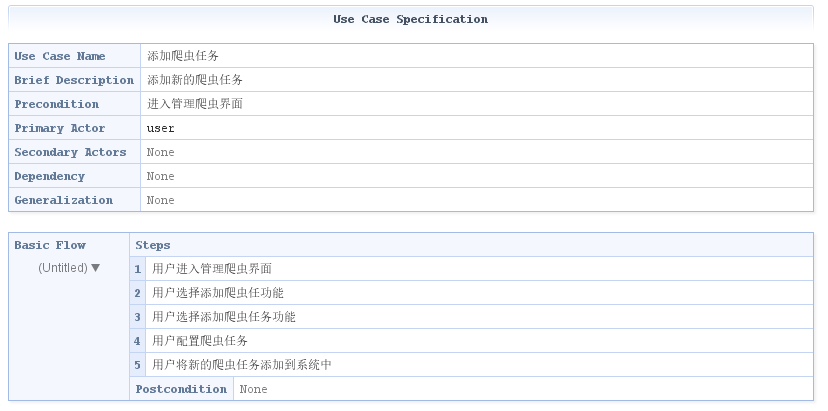 Use Case Specification
Use Case Name 添加爬虫任务
Brief Description 添加新的爬虫任务
Precondition 进入管理爬虫界面
Primary Actor user
Secondary Actors None
Dependency None
Generalization None
Basic Flow Steps
(Untitled) ▼ 1 用户进入管理爬虫界面
2 用户选择添加爬虫任功能
3 用户选择添加爬虫任务功能
4 用户配置爬虫任务
5 用户将新的爬虫任务添加到系统中
Postcondition None